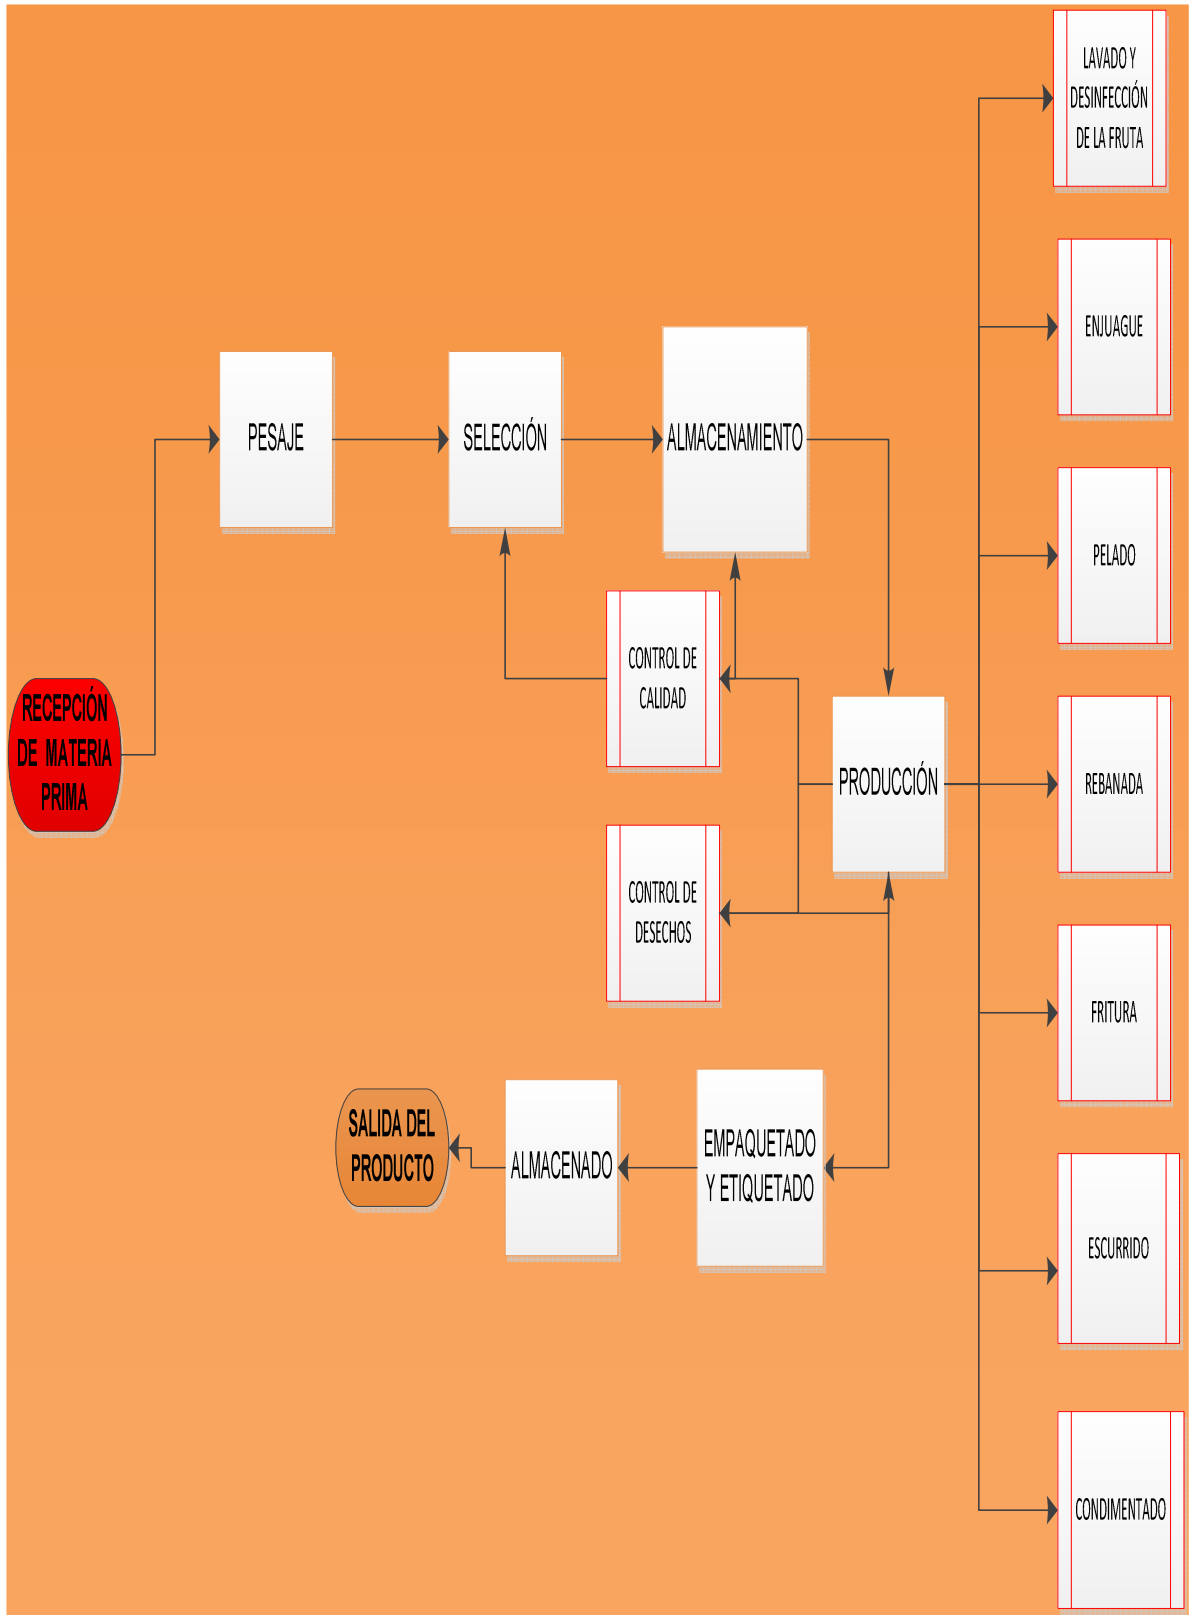 RECEPCIÓN
DE MATERIA
PRIMA
PESAJE
SELECCIÓN
ALMACENAMIENTO
CONTROL DE
CALIDAD
CONTROL DE
DESECHOS
PRODUCCIÓN
LAVADO Y
DESINFECCIÓN
DE LA FRUTA
ENJUAGUE
PELADO
REBANADA
FRITURA
ESCURRIDO
CONDIMENTADO
EMPAQUETADO
Y ETIQUETADO
ALMACENADO
SALIDA DEL
PRODUCTO